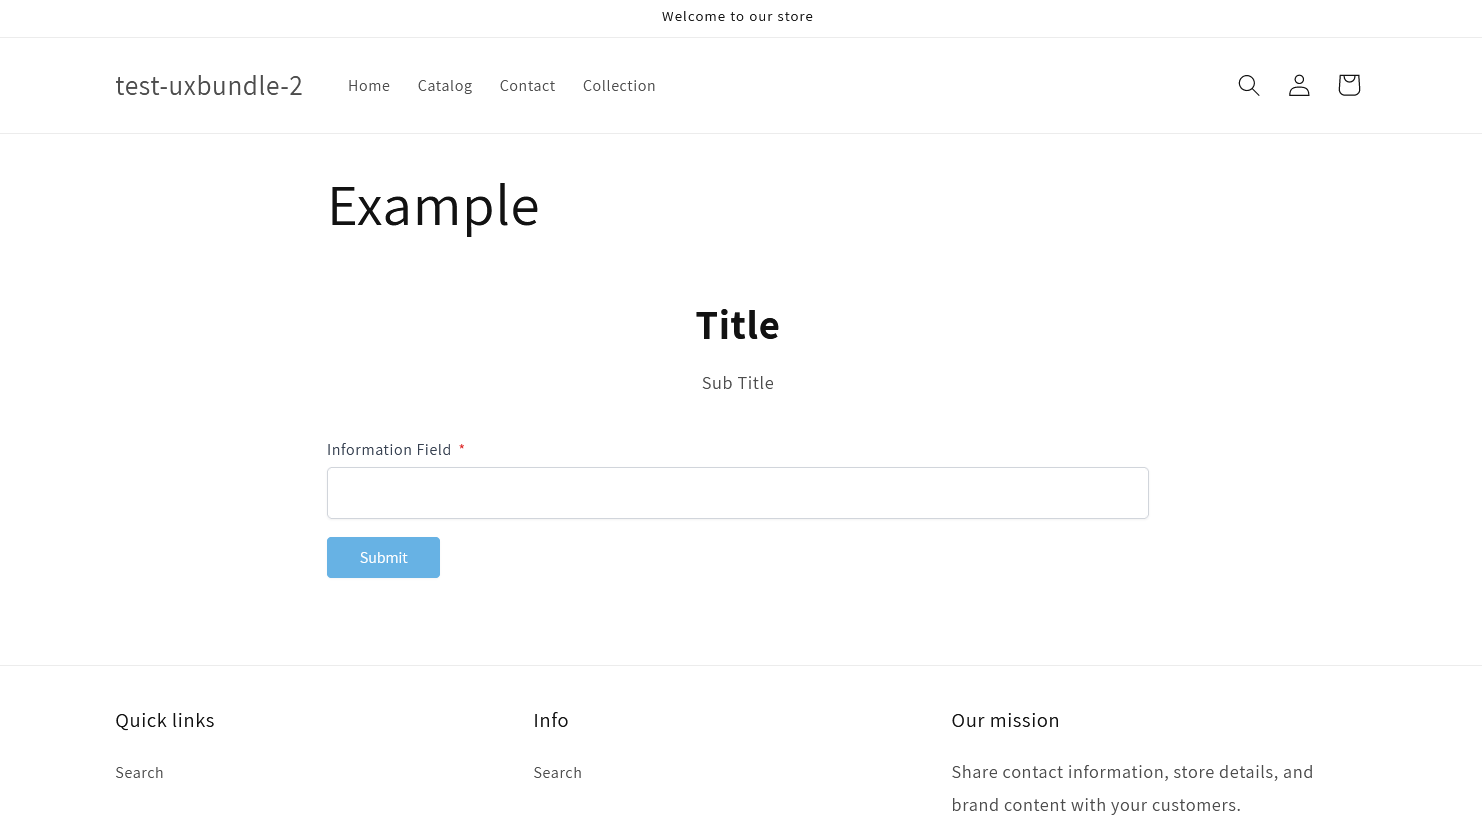 Welcome to our store
test-uxbundle-2
Home Catalog Contact Collection
Example
Title
Sub Title
Information Field *
Submit
Quick links
Search
Info
Search
Our mission
Share contact information, store details, and
brand content with your customers.